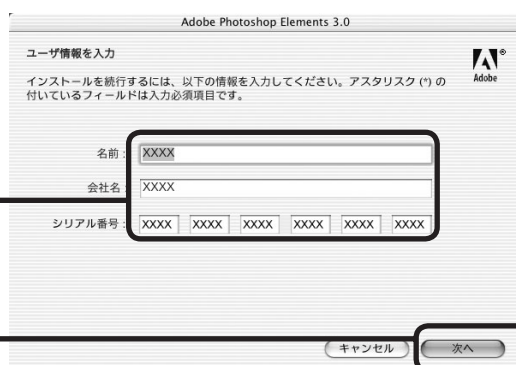 Adobe Photoshop Elements 3.0
ユーザ情報を入力
インストールを続行するには、以下の情報を入力してください。アスタリスク (*) の
付いているフィールドは入力必須項目です。
Adobe
名前: XXXX
会社名: XXXX
シリアル番号: XXXX XXXX XXXX XXXX XXXX XXXX
キャンセル 次へ